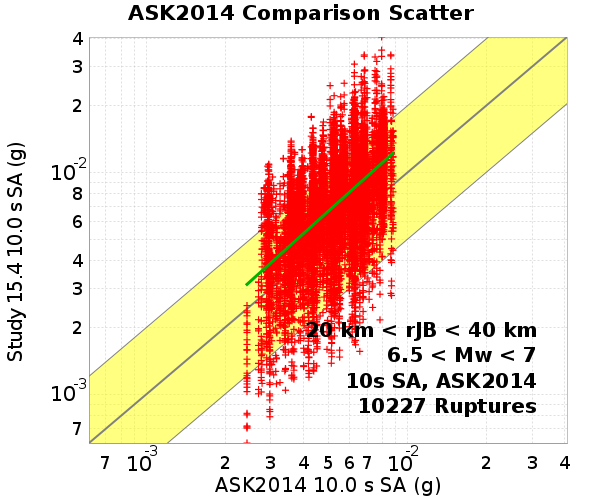 ASK2014 Comparison Scatter
Study 15.4 10.0 s SA (g)
4
3
2
10-2
8
6
4
3
2
10-3
7
20 km < rJB < 40 km
6.5 < Mw < 7
10s SA, ASK2014
10227 Ruptures
7 10-3 2 3 4 5 6 7 10-2 2 3 4
ASK2014 10.0 s SA (g)